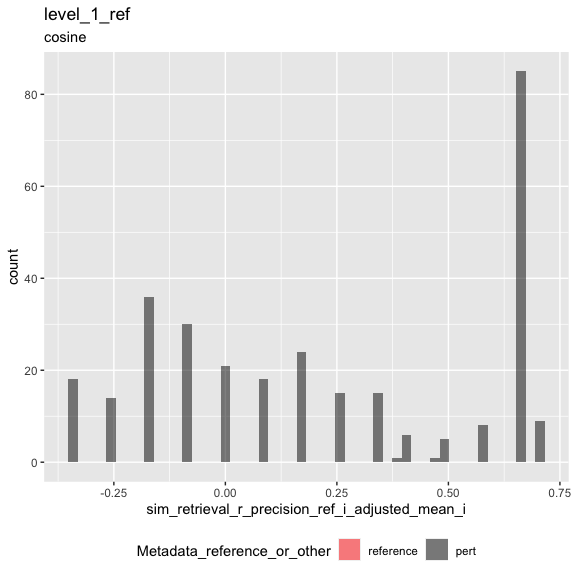 level_1_ref
cosine
count
80
60
40
20
0
-0.25 0.00 0.25 0.50 0.75
sim_retrieval_r_precision_ref_i_adjusted_mean_i
Metadata_reference_or_other reference pert